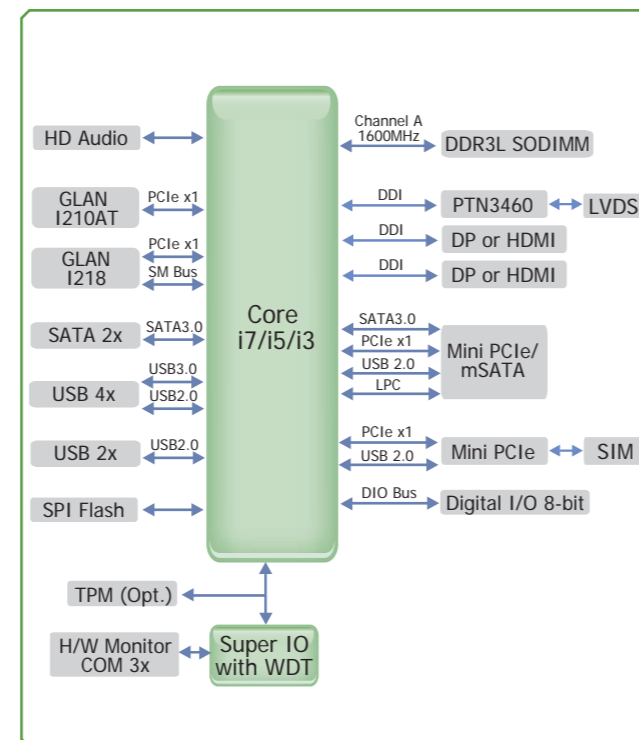 HD Audio
GLAN
I210AT
PCIe x1
GLAN
I218
PCIe x1
SM Bus
SATA 2x
SATA3.0
USB 4x
USB3.0
USB2.0
USB 2x
USB2.0
SPI Flash
Core
i7/i5/i3
Channel A
1600MHz
DDR3L SODIMM
DDI
PTN3460
LVDS
DDI
DP or HDMI
DDI
DP or HDMI
SATA3.0
PCIe x1
USB 2.0
LPC
Mini PCIe/
mSATA
PCIe x1
USB 2.0
Mini PCIe
SIM
DIO Bus
Digital I/O 8-bit
TPM (Opt.)
H/W Monitor
COM 3x
Super IO
with WDT